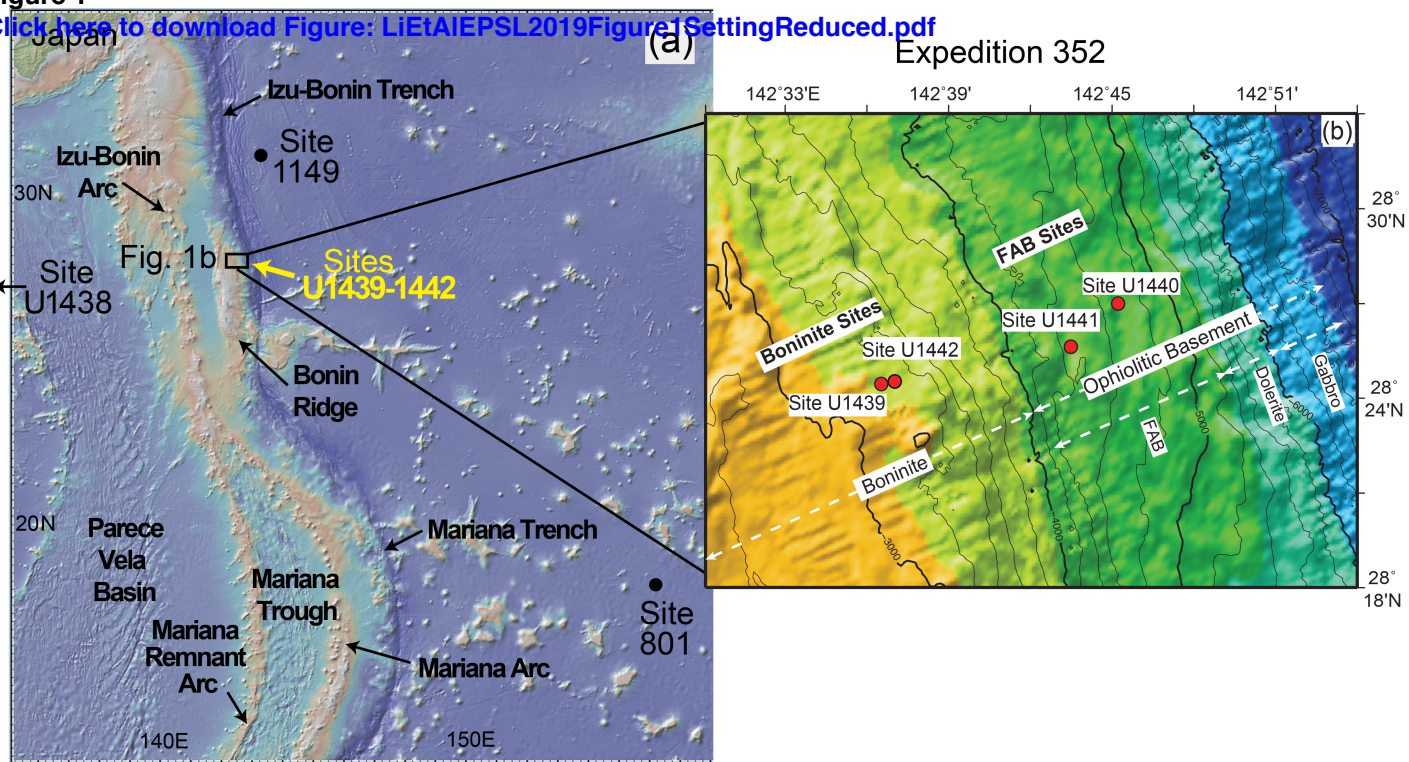 Click here to download Figure: LiEtAlEPSL2019Figure1SettingReduced.pdf
Japan
(a)
Izu-Bonin Trench
Site
1149
Izu-Bonin
Arc
30N
Fig. 1b
Sites
U1439-1442
Site
U1438
Bonin
Ridge
20N
Parece
Vela
Basin
Mariana Trench
Mariana
Trough
Site
801
Mariana
Remnant
Arc
Mariana Arc
140E
150E
Expedition 352
142°33'E
142°39'
142°45
142°51'
(b)
28°
30'N
FAB Sites
Site U1440
Site U1441
Boninite Sites
Site U1442
Ophiolitic Basement
Site U1439
Dolerite
Gabbro
28°
24'N
FAB
Boninite
-3000
-4000
-5000
-6000
28°
18'N